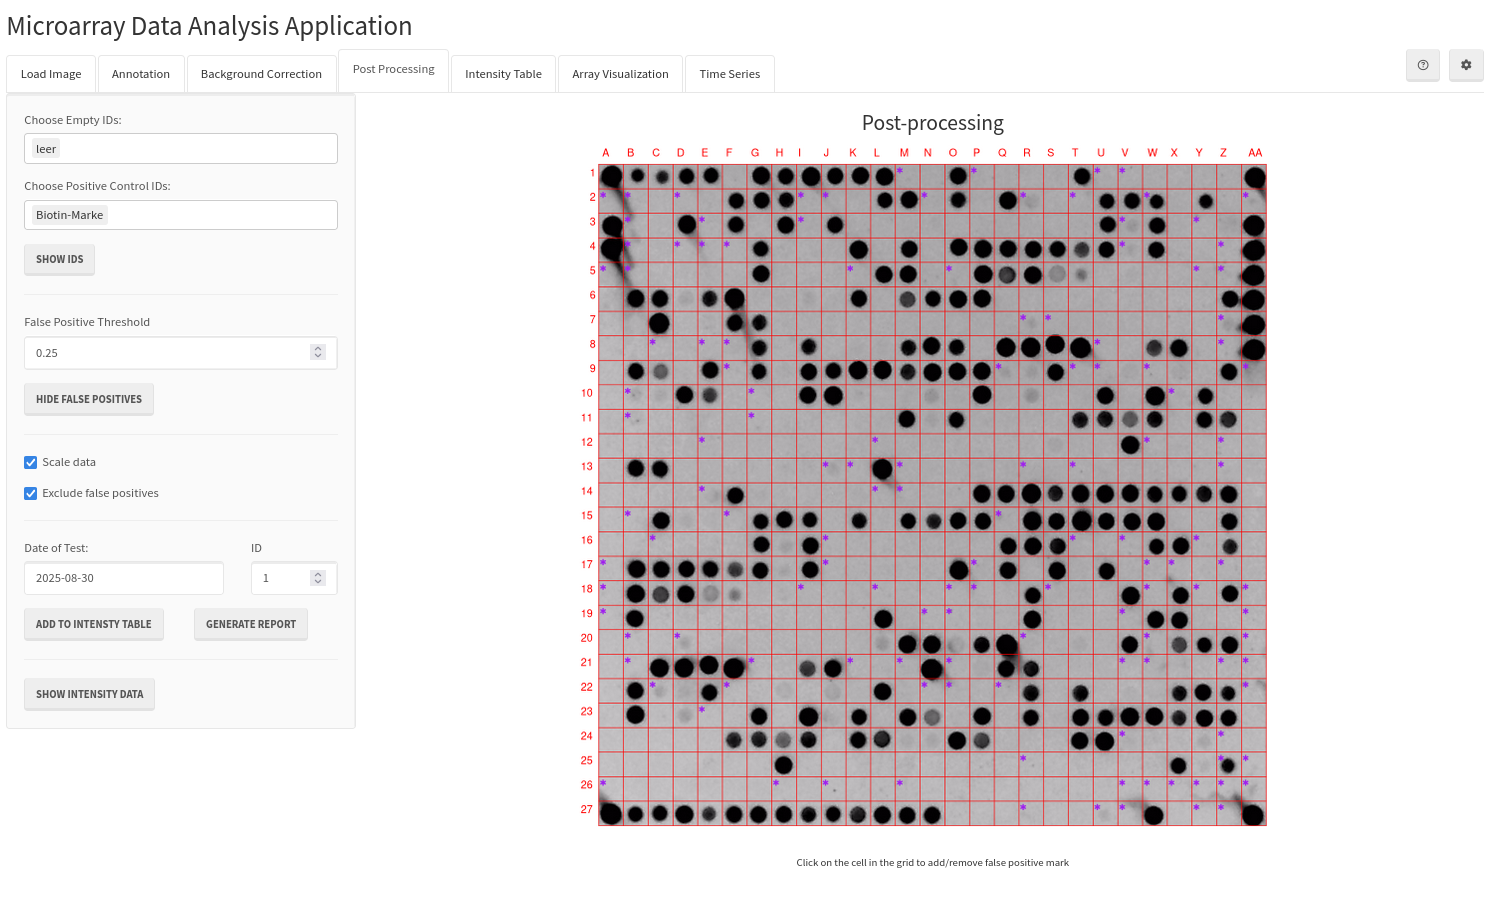 Microarray Data Analysis Application
Load Image Annotation Background Correction Post Processing Intensity Table Array Visualization Time Series
Choose Empty IDs:
leer
Choose Positive Control IDs:
Biotin-Marke
SHOW IDS
False Positive Threshold
0.25
HIDE FALSE POSITIVES
Scale data
Exclude false positives
Date of Test: ID
2025-08-30 1
ADD TO INTENSTY TABLE GENERATE REPORT
SHOW INTENSITY DATA
Post-processing
A B C D E F G H I J K L M N O P Q R S T U V W X Y Z AA
1
2
3
4
5
6
7
8
9
10
11
12
13
14
15
16
17
18
19
20
21
22
23
24
25
26
27
Click on the cell in the grid to add/remove false positive mark